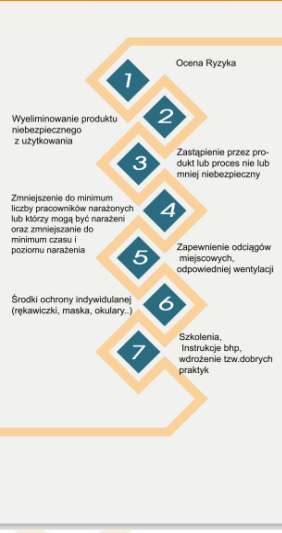 1
Ocena Ryzyka
2
Wyeliminowanie produktu
niebezpiecznego
z użytkowania
3
Zastąpienie przez pro-
dukt lub proces nie lub
mniej niebezpieczny
4
Zmniejszenie do minimum
liczby pracowników narażonych
lub którzy mogą być narażeni
oraz zmniejszanie do
minimum czasu i
poziomu narażenia
5
Zapewnienie odciągów
miejscowych,
odpowiedniej wentylacji
6
Środki ochrony indywidulanej
(rękawiczki, maska, okulary..)
7
Szkolenia,
Instrukcje bhp,
wdrożenie tzw.dobrych
praktyk